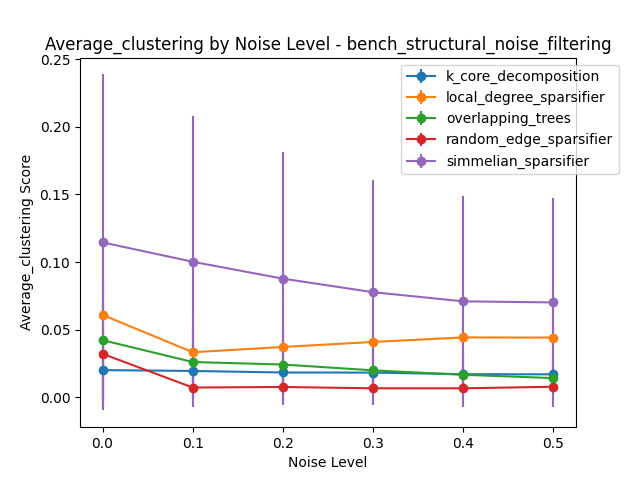 Average_clustering by Noise Level - bench_structural_noise_filtering
k_core_decomposition
local_degree_sparsifier
overlapping_trees
random_edge_sparsifier
simmelian_sparsifier
Average_clustering Score
0.25
0.20
0.15
0.10
0.05
0.00
0.0 0.1 0.2 0.3 0.4 0.5
Noise Level